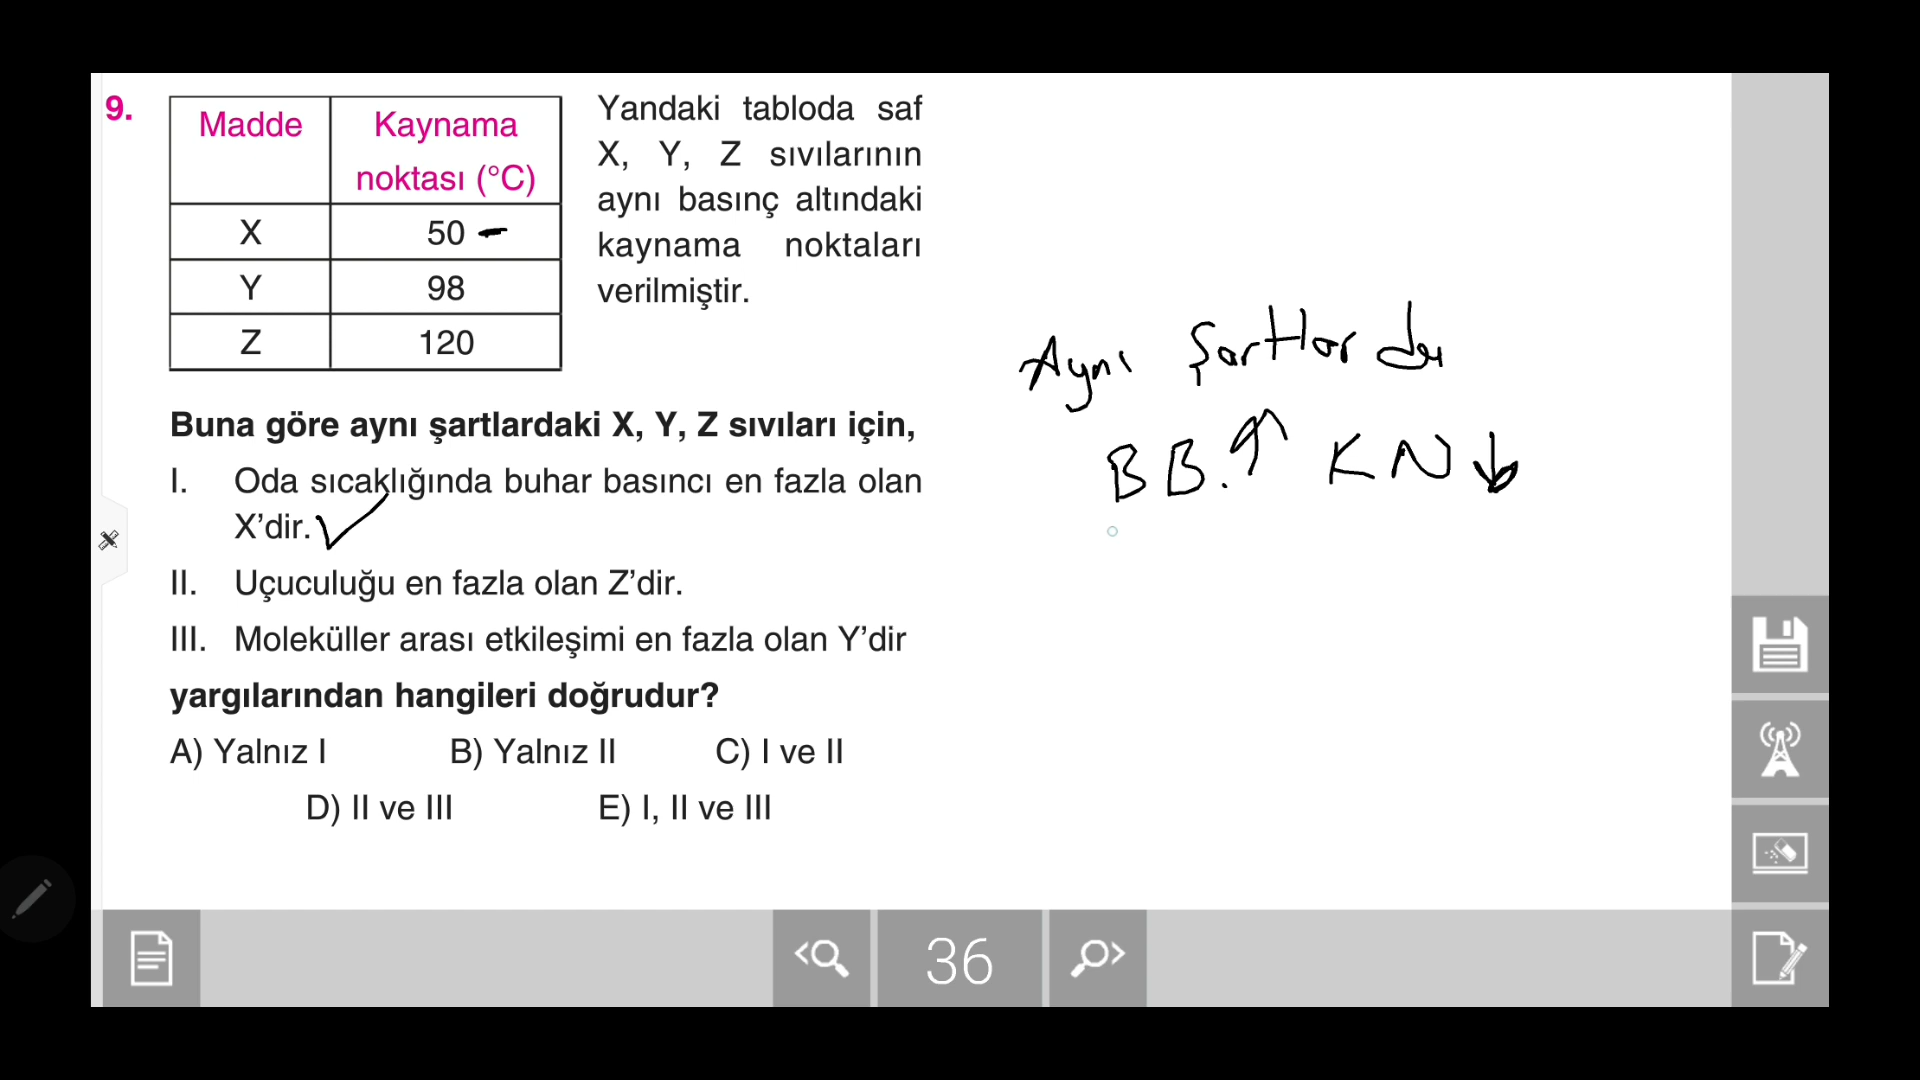 9.
Madde Kaynama
noktası (°C)
X 50
Y 98
Z 120
Yandaki tabloda saf
X, Y, Z sıvılarının
aynı basınç altındaki
kaynama noktaları
verilmiştir.
Buna göre aynı şartlardaki X, Y, Z sıvıları için,
I. Oda sıcaklığında buhar basıncı en fazla olan
X'dir.
II. Uçuculuğu en fazla olan Z'dir.
III. Moleküller arası etkileşimi en fazla olan Y'dir
yargılarından hangileri doğrudur?
A) Yalnız I B) Yalnız II C) I ve II
D) II ve III E) I, II ve III
Aynı Şartlarda
BB.↑ KN↓
36